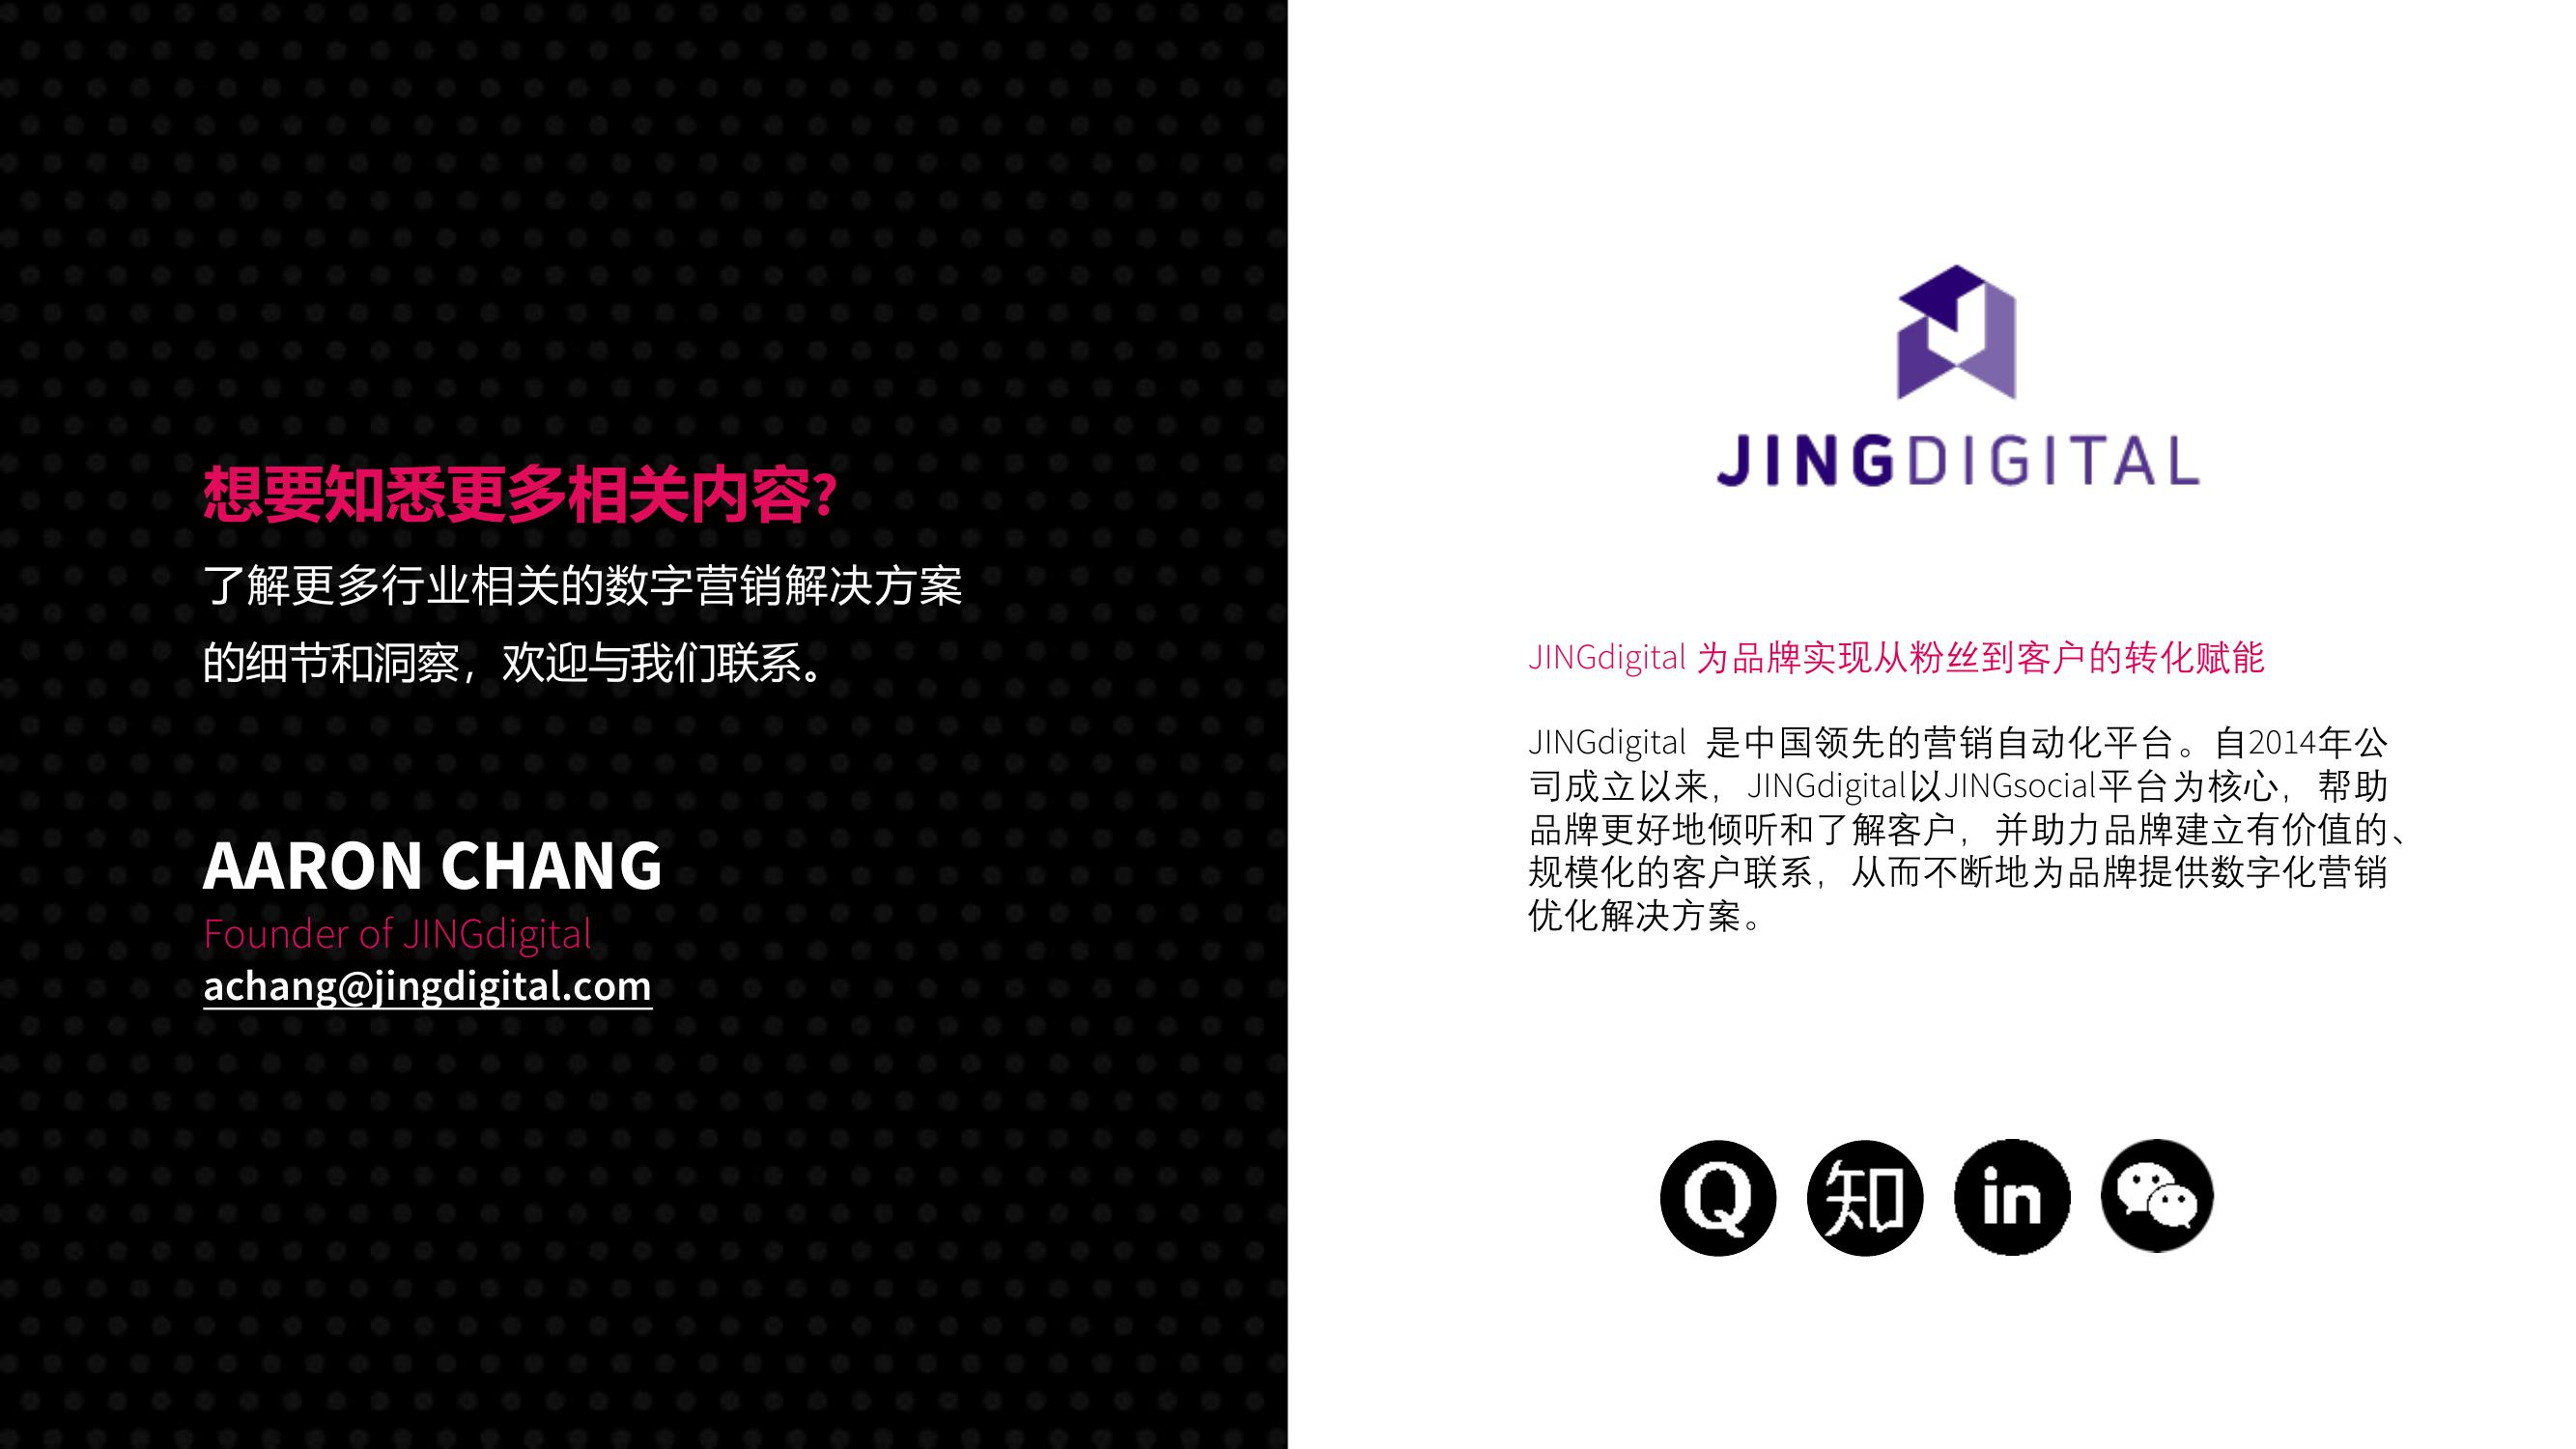 想要知悉更多相关内容?
了解更多行业相关的数字营销解决方案
的细节和洞察，欢迎与我们联系。
AARON CHANG
Founder of JINGdigital
achang@jingdigital.com
JINGDIGITAL
JINGdigital 为品牌实现从粉丝到客户的转化赋能
JINGdigital 是中国领先的营销自动化平台。自2014年公
司成立以来，JINGdigital以JINGsocial平台为核心，帮助
品牌更好地倾听和了解客户，并助力品牌建立有价值的、
规模化的客户联系，从而不断地为品牌提供数字化营销
优化解决方案。
Q 知 in